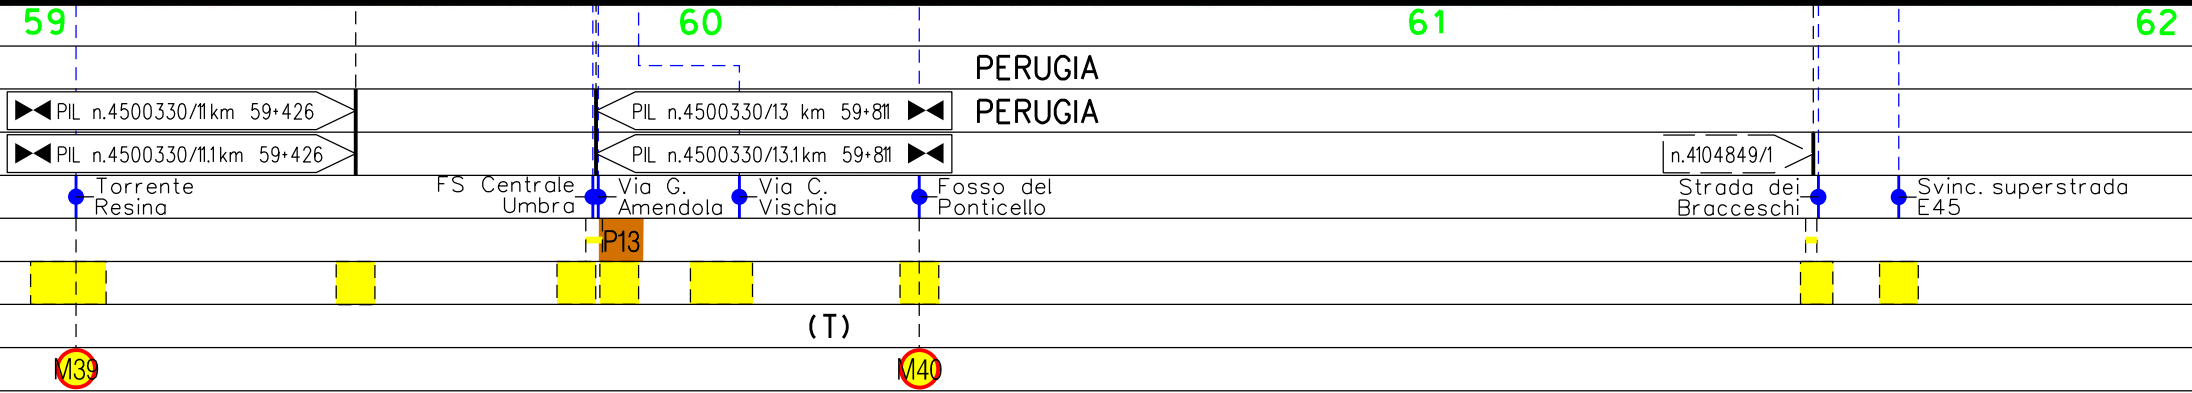 59 60 61 62
PERUGIA
PIL n.4500330/11 km 59+426 PIL n.4500330/13 km 59+811 PERUGIA
PIL n.4500330/11.1 km 59+426 PIL n.4500330/13.1 km 59+811 n.4104849/1
Torrente FS Centrale Via G. Via C. Fosso del Strada dei Svinc. superstrada
Resina Umbra Amendola Vischia Ponticello Bracceschi E45
P13
(T)
M39 M40